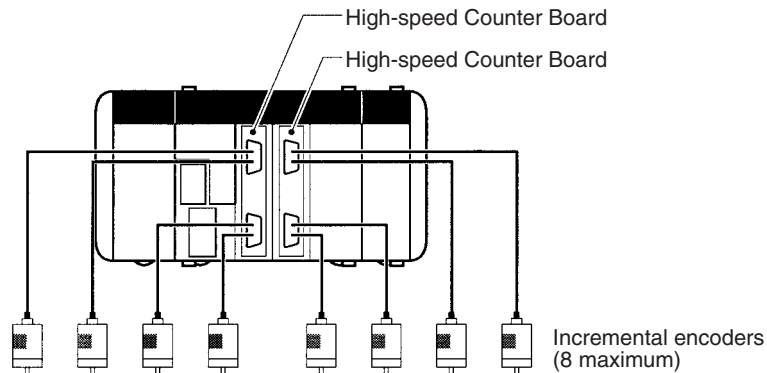 High-speed Counter Board
High-speed Counter Board
Incremental encoders
(8 maximum)